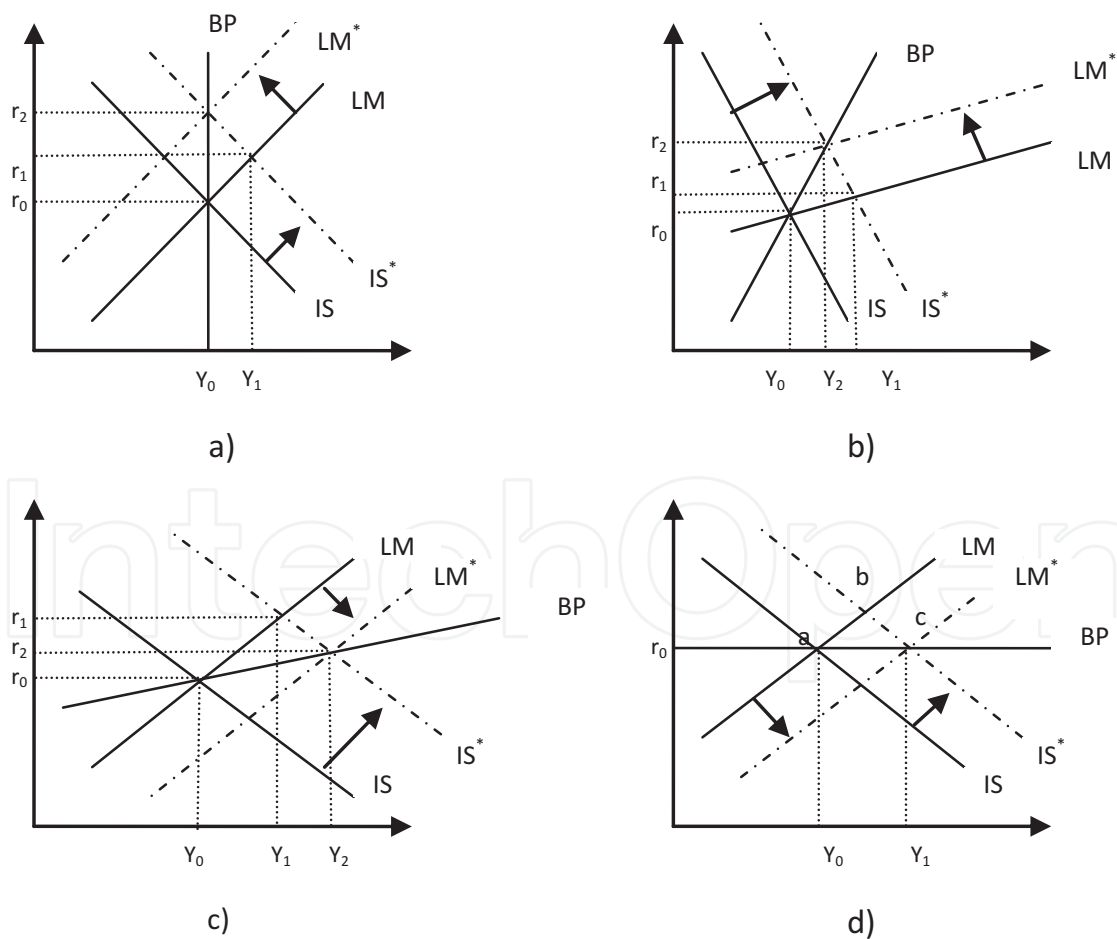 BP
LM*
LM
r₂
r₁
r₀
IS*
IS
Y₀ Y₁
a)
BP
LM*
LM
r₂
r₁
r₀
IS IS*
Y₀ Y₂ Y₁
b)
LM
LM*
BP
r₁
r₂
r₀
IS*
IS
Y₀ Y₁ Y₂
c)
LM
LM*
b
c
a
BP
r₀
IS*
IS
Y₀ Y₁
d)
IntechOpen